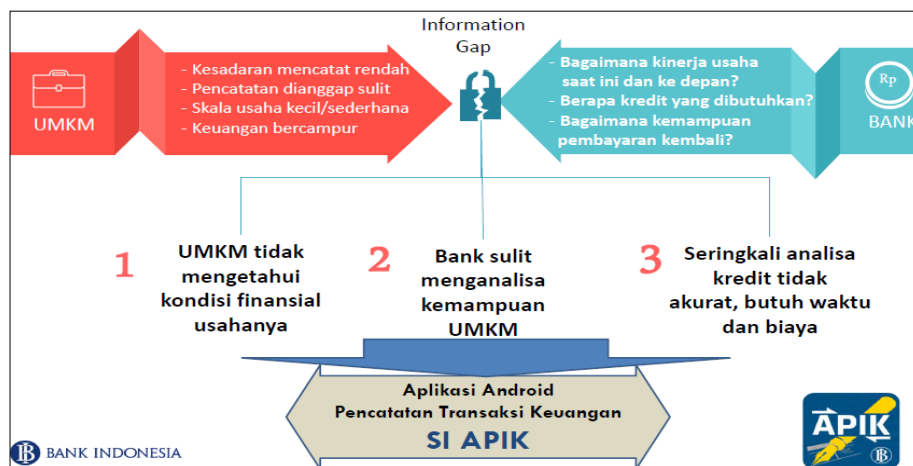 Information
Gap
UMKM
- Kesadaran mencatat rendah
- Pencatatan dianggap sulit
- Skala usaha kecil/sederhana
- Keuangan bercampur
- Bagaimana kinerja usaha
saat ini dan ke depan?
- Berapa kredit yang dibutuhkan?
- Bagaimana kemampuan
pembayaran kembali?
Rp
BANK
1
UMKM tidak
mengetahui
kondisi finansial
usahanya
2
Bank sulit
menganalisa
kemampuan
UMKM
3
Seringkali analisa
kredit tidak
akurat, butuh waktu
dan biaya
Aplikasi Android
Pencatatan Transaksi Keuangan
SI APIK
BANK INDONESIA
APIK